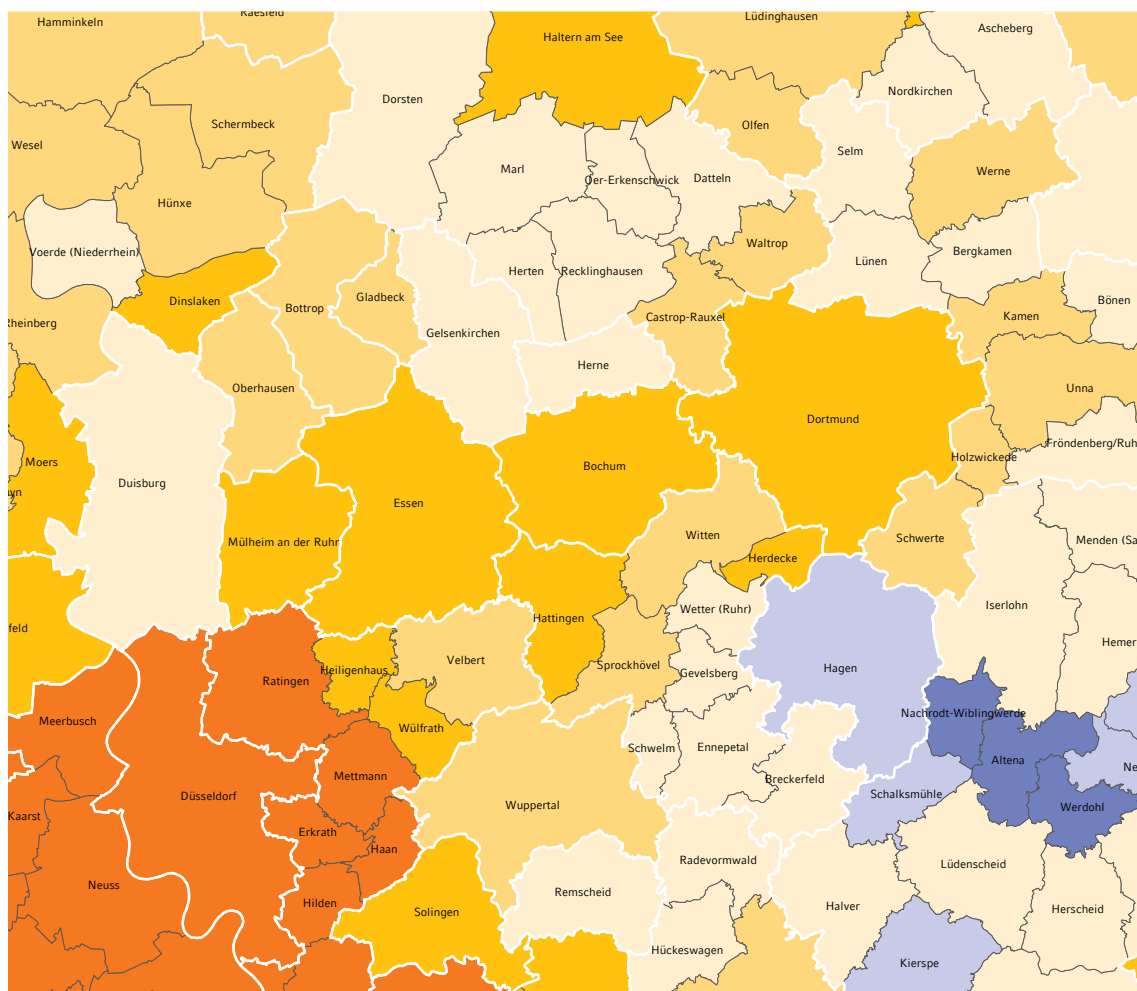 Hamminkeln
Raesfeld
Haltern am See
Lüdinghausen
Ascheberg
Dorsten
Nordkirchen
Schermbeck
Olfen
Wesel
Selm
Marl
Oer-Erkenschwick
Datteln
Werne
Hünxe
Voerde (Niederrhein)
Waltrop
Bergkamen
Lünen
Herten
Recklinghausen
Dinslaken
Gladbeck
Bottrop
Bönen
Rheinberg
Gelsenkirchen
Castrop-Rauxel
Kamen
Herne
Oberhausen
Unna
Dortmund
Fröndenberg/Ruh
Holzwickede
Moers
Bochum
Duisburg
uyn
Essen
Witten
Schwerte
Mülheim an der Ruhr
Menden (Sa
Herdecke
Iserlohn
Wetter (Ruhr)
Hattingen
feld
Hemer
Velbert
Sprockhövel
Hagen
Heiligenhaus
Gevelsberg
Ratingen
Nachrodt-Wiblingwerde
Meerbusch
Wülfrath
Schwelm
Ennepetal
Altena
Ne
Mettmann
Breckerfeld
Düsseldorf
Schalksmühle
Wuppertal
Werdohl
Kaarst
Erkrath
Haan
Radevormwald
Lüdenscheid
Neuss
Remscheid
Hilden
Solingen
Halver
Herscheid
Hückeswagen
Kierspe